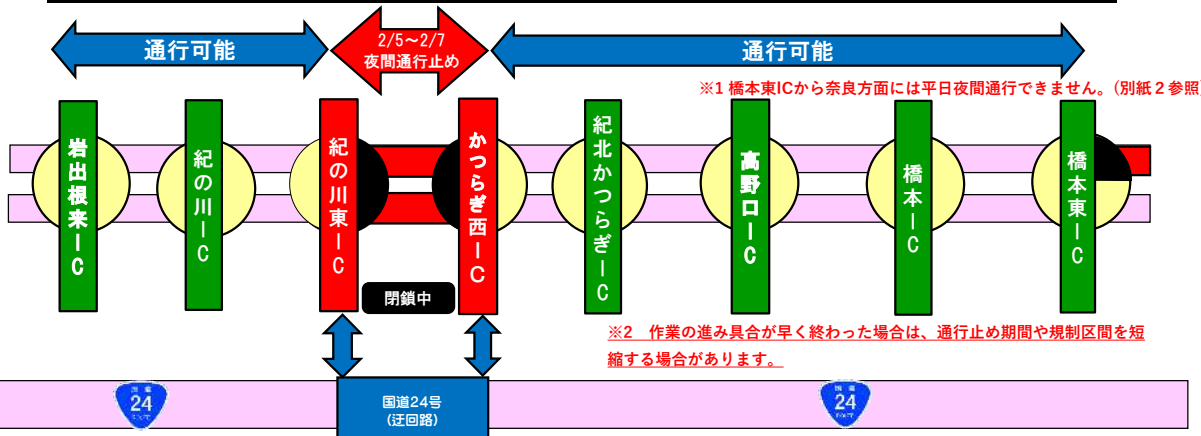 通行可能
2/5～2/7
夜間通行止め
通行可能
※1 橋本東ICから奈良方面には平日夜間通行できません。(別紙２参照)
岩出根来IC
紀の川IC
紀の川東IC
かつらぎ西IC
紀北かつらぎIC
高野口IC
橋本IC
橋本東IC
閉鎖中
※2　作業の進み具合が早く終わった場合は、通行止め期間や規制区間を短
縮する場合があります。
国道
24
国道24号
(迂回路)
国道
24